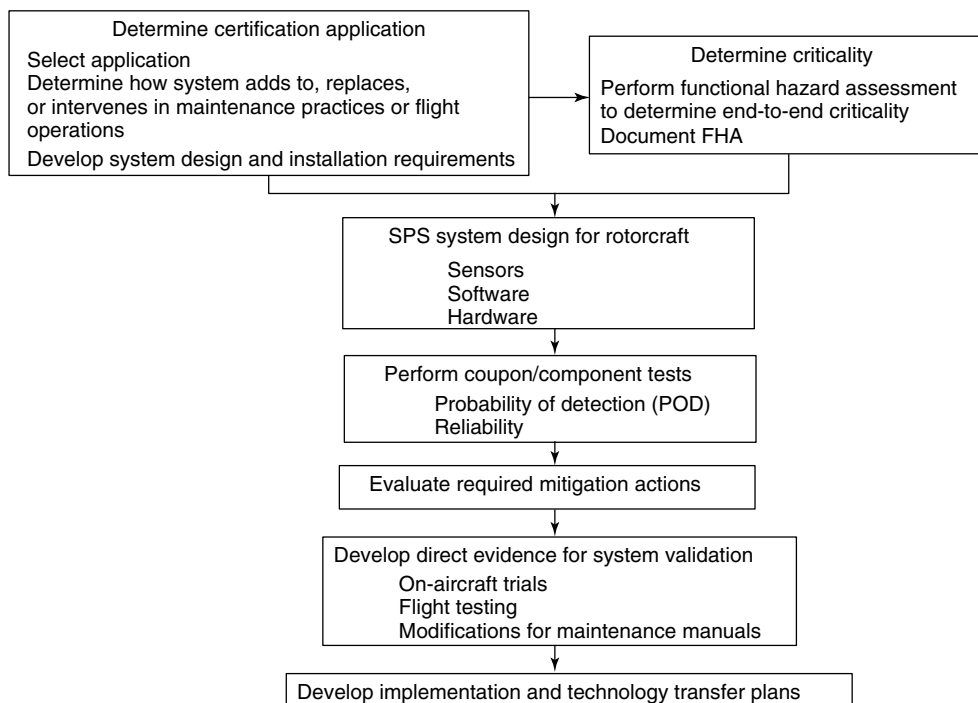 Determine certification application
Select application
Determine how system adds to, replaces,
or intervenes in maintenance practices or flight
operations
Develop system design and installation requirements
Determine criticality
Perform functional hazard assessment
to determine end-to-end criticality
Document FHA
SPS system design for rotorcraft
Sensors
Software
Hardware
Perform coupon/component tests
Probability of detection (POD)
Reliability
Evaluate required mitigation actions
Develop direct evidence for system validation
On-aircraft trials
Flight testing
Modifications for maintenance manuals
Develop implementation and technology transfer plans